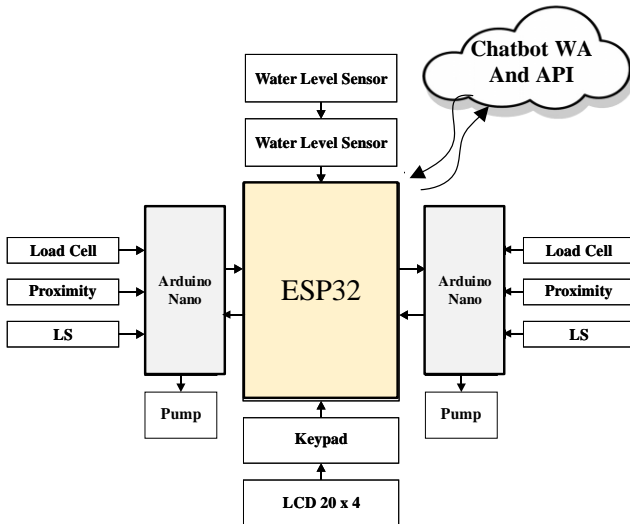 Chatbot WA
And API
Water Level Sensor
Water Level Sensor
Load Cell
Proximity
LS
Arduino
Nano
Pump
ESP32
Arduino
Nano
Pump
Load Cell
Proximity
LS
Keypad
LCD 20 x 4